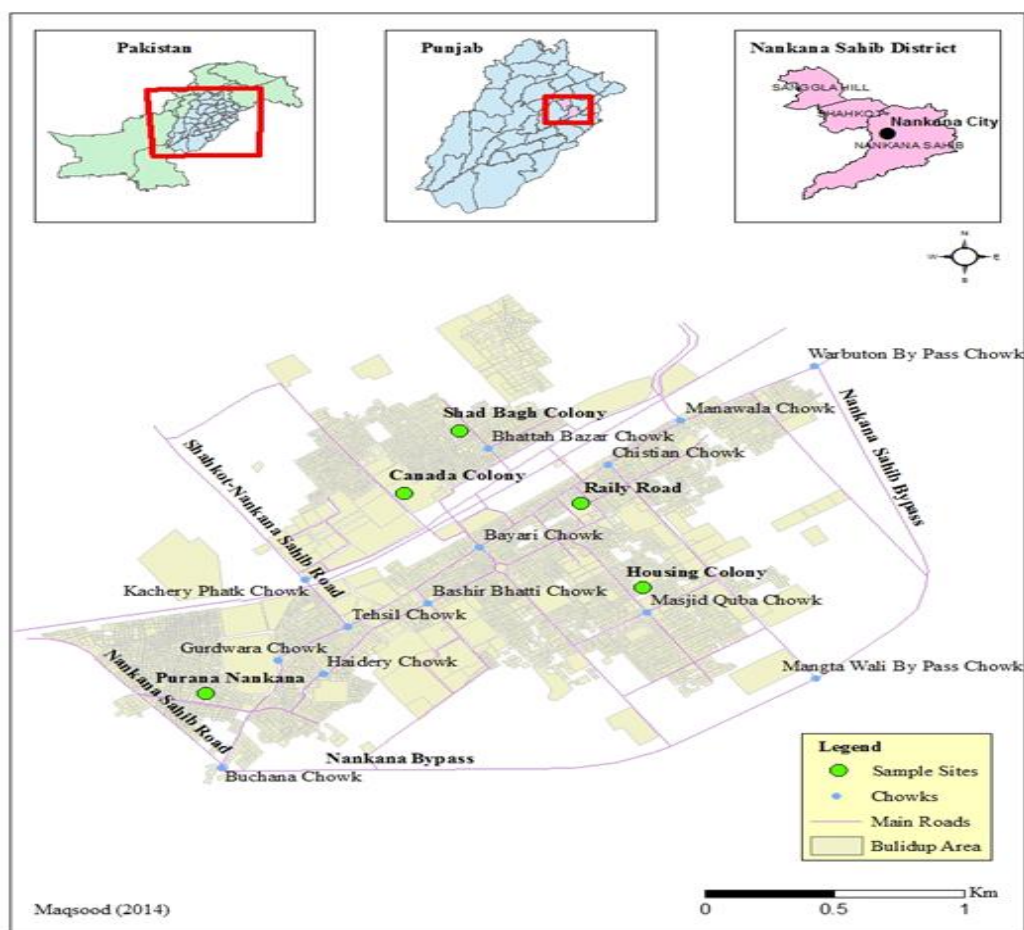 Pakistan
Punjab
Nankana Sahib District
SANGGLA HILL
SHAHKOT
Nankana City
NANKANA SAHIB
N
W
E
S
Warbuton By Pass Chowk
Shad Bagh Colony
Manawala Chowk
Bhattah Bazar Chowk
Chistian Chowk
Nankana Sahib Bypass
Shahkot-Nankana Sahib Road
Canada Colony
Raily Road
Bayari Chowk
Housing Colony
Kachery Phatk Chowk
Bashir Bhatti Chowk
Masjid Quba Chowk
Tehsil Chowk
Gurdwara Chowk
Haidery Chowk
Mangta Wali By Pass Chowk
Purana Nankana
Nankana Sahib Road
Nankana Bypass
Buchana Chowk
Legend
Sample Sites
Chowks
Main Roads
Bulidup Area
Maqsood (2014)
Km
0
0.5
1